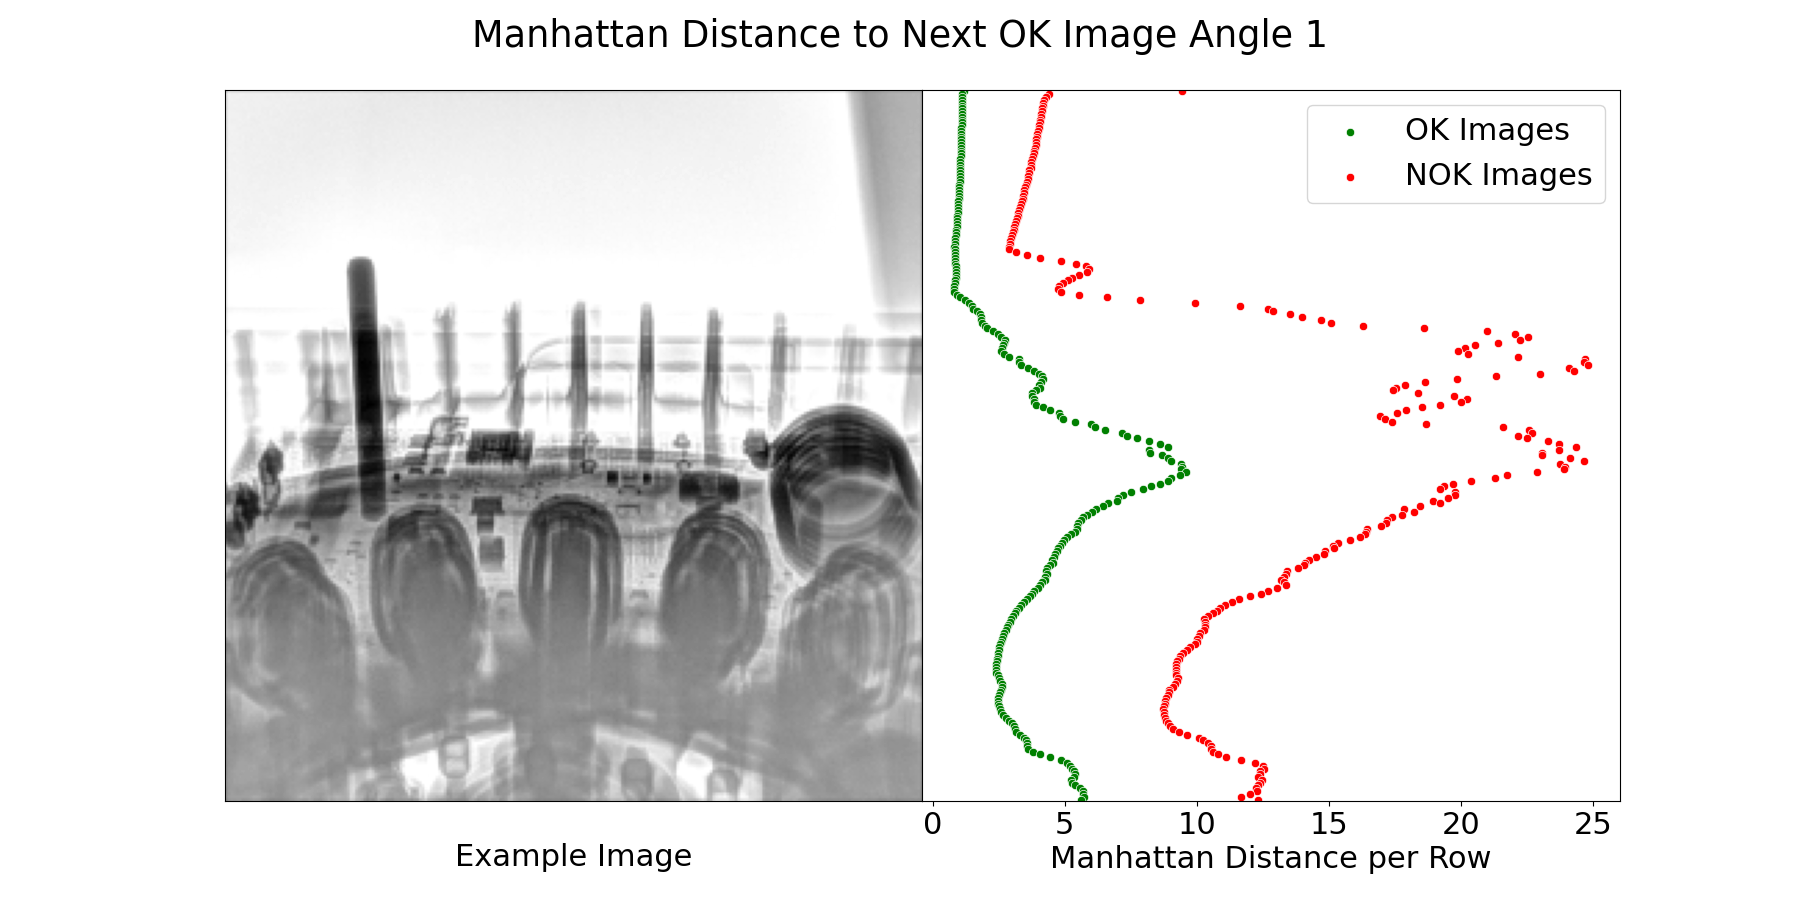 Manhattan Distance to Next OK Image Angle 1
OK Images
NOK Images
0 5 10 15 20 25
Example Image
Manhattan Distance per Row